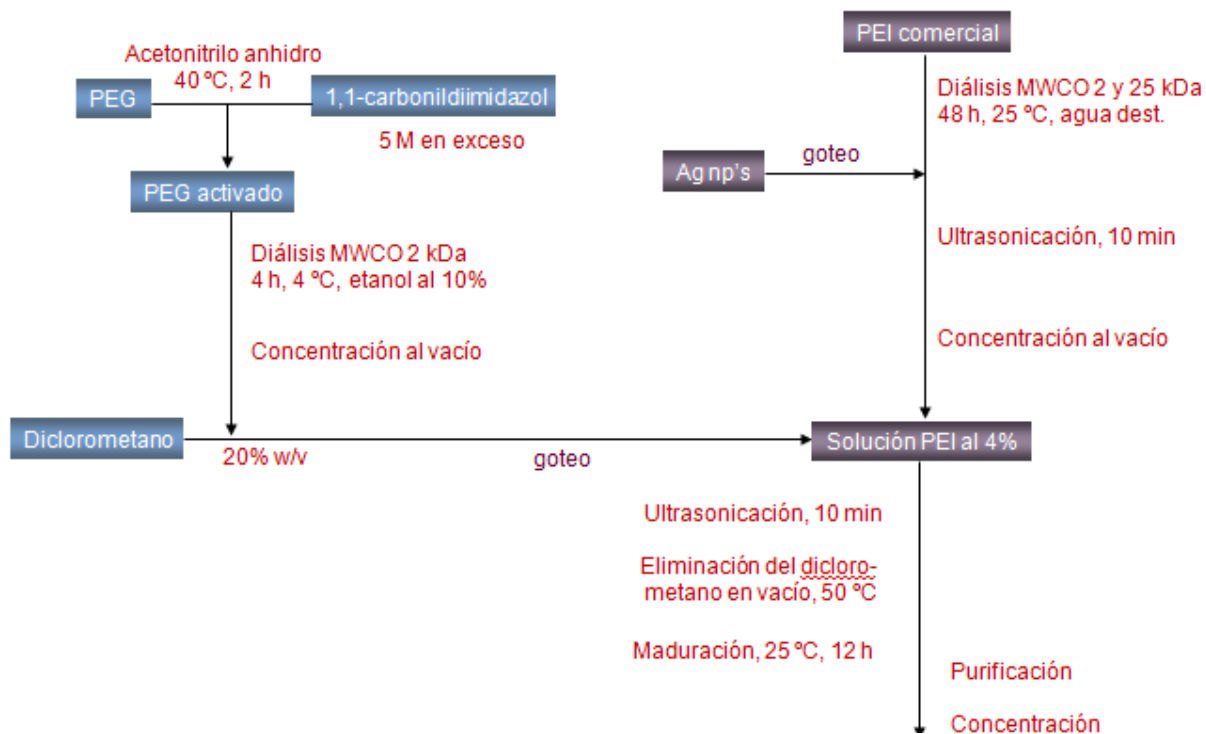 Acetonitrilo anhidro
40 ºC, 2 h
PEG
1,1-carbonildiimidazol
5 M en exceso
PEG activado
Diálisis MWCO 2 kDa
4 h, 4 ºC, etanol al 10%
Concentración al vacío
Diclorometano
20% w/v
goteo
PEI comercial
Diálisis MWCO 2 y 25 kDa
48 h, 25 ºC, agua dest.
goteo
Ag np's
Ultrasonicación, 10 min
Concentración al vacío
Solución PEI al 4%
Ultrasonicación, 10 min
Eliminación del dicloro-
metano en vacío, 50 ºC
Maduración, 25 ºC, 12 h
Purificación
Concentración